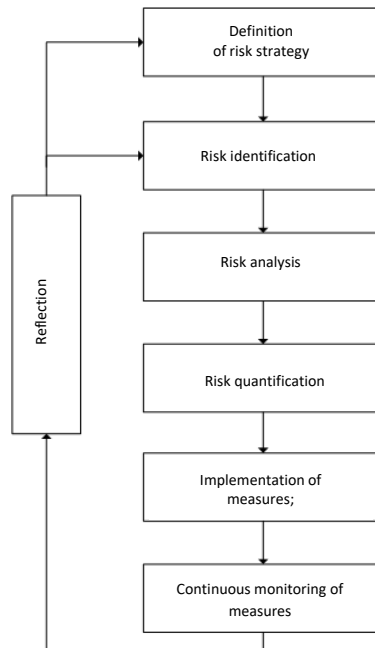 Definition
of risk strategy
Risk identification
Risk analysis
Reflection
Risk quantification
Implementation of
measures;
Continuous monitoring of
measures